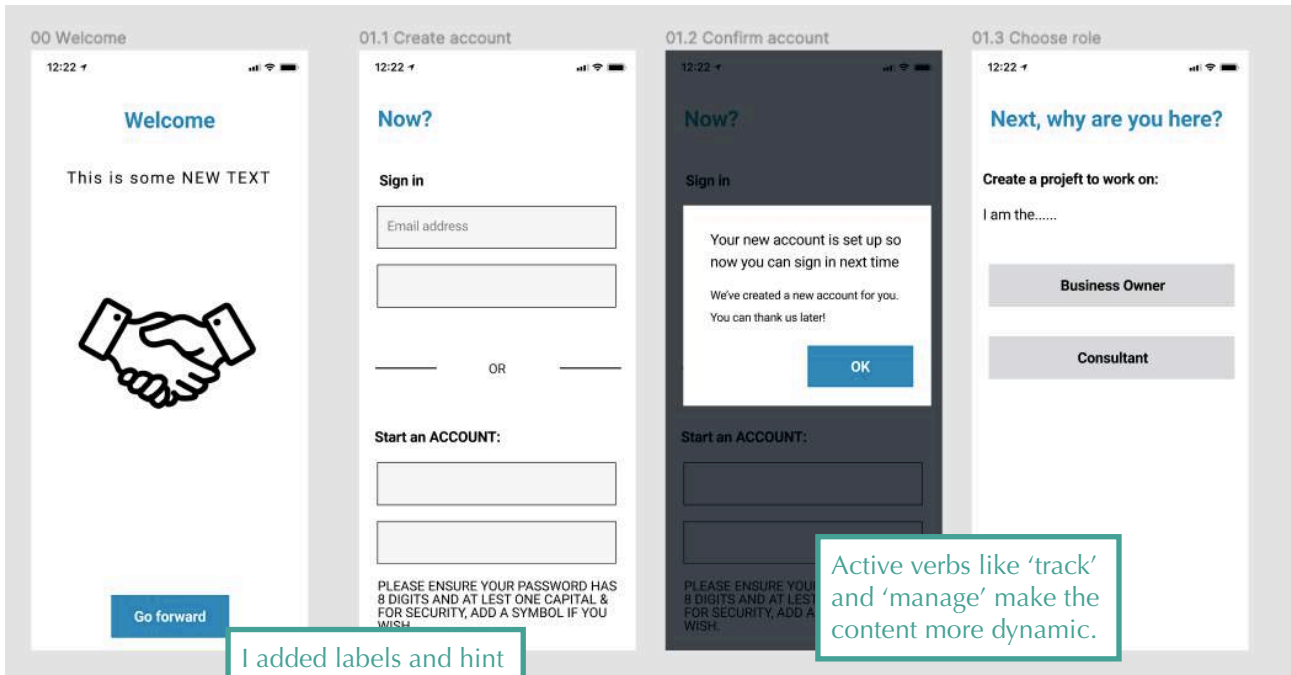 00 Welcome
12:22
Welcome
This is some NEW TEXT
Go forward
01.1 Create account
12:22
Now?
Sign in
Email address
OR
Start an ACCOUNT:
PLEASE ENSURE YOUR PASSWORD HAS
8 DIGITS AND AT LEST ONE CAPITAL &
FOR SECURITY, ADD A SYMBOL IF YOU
WISH.
I added labels and hint
01.2 Confirm account
12:22
Now?
Sign in
Your new account is set up so
now you can sign in next time
We've created a new account for you.
You can thank us later!
OK
Start an ACCOUNT:
PLEASE ENSURE YOU
8 DIGITS AND AT LEST
FOR SECURITY, ADD A
WISH.
Active verbs like ‘track’
and ‘manage’ make the
content more dynamic.
01.3 Choose role
12:22
Next, why are you here?
Create a projeft to work on:
I am the......
Business Owner
Consultant